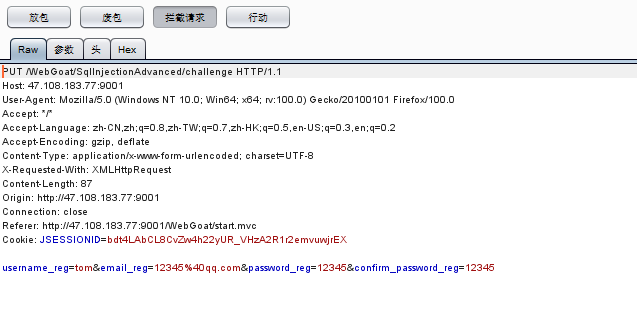 放包 废包 拦截请求 行动
Raw 参数 头 Hex
PUT /WebGoat/SqlInjectionAdvanced/challenge HTTP/1.1
Host: 47.108.183.77:9001
User-Agent: Mozilla/5.0 (Windows NT 10.0; Win64; x64; rv:100.0) Gecko/20100101 Firefox/100.0
Accept: */*
Accept-Language: zh-CN,zh;q=0.8,zh-TW;q=0.7,zh-HK;q=0.5,en-US;q=0.3,en;q=0.2
Accept-Encoding: gzip, deflate
Content-Type: application/x-www-form-urlencoded; charset=UTF-8
X-Requested-With: XMLHttpRequest
Content-Length: 87
Origin: http://47.108.183.77:9001
Connection: close
Referer: http://47.108.183.77:9001/WebGoat/start.mvc
Cookie: JSESSIONID=bdt4LAbCL8CvZw4h22yUR_VHzA2R1r2emvuwjrEX
username_reg=tom&email_reg=12345%40qq.com&password_reg=12345&confirm_password_reg=12345